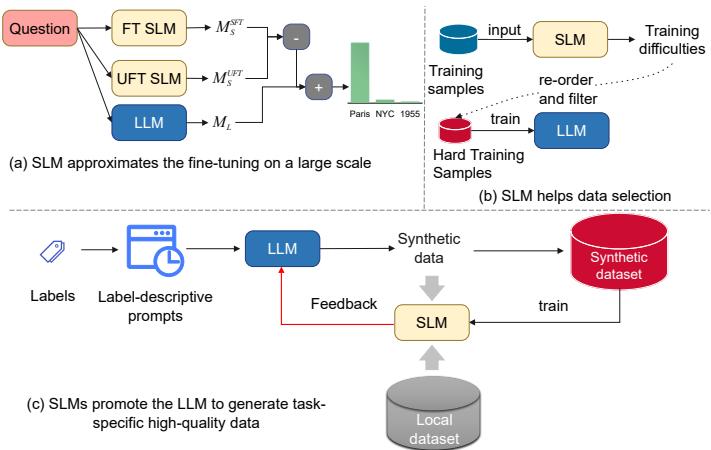 Question
FT SLM
M_S^{SFT}
-
UFT SLM
M_S^{UFT}
+
LLM
M_L
Paris NYC 1955
(a) SLM approximates the fine-tuning on a large scale
input
SLM
Training
difficulties
Training
samples
re-order
and filter
train
LLM
Hard Training
Samples
(b) SLM helps data selection
Labels
Label-descriptive
prompts
LLM
Synthetic
data
Synthetic
dataset
Feedback
SLM
train
Local
dataset
(c) SLMs promote the LLM to generate task-
specific high-quality data